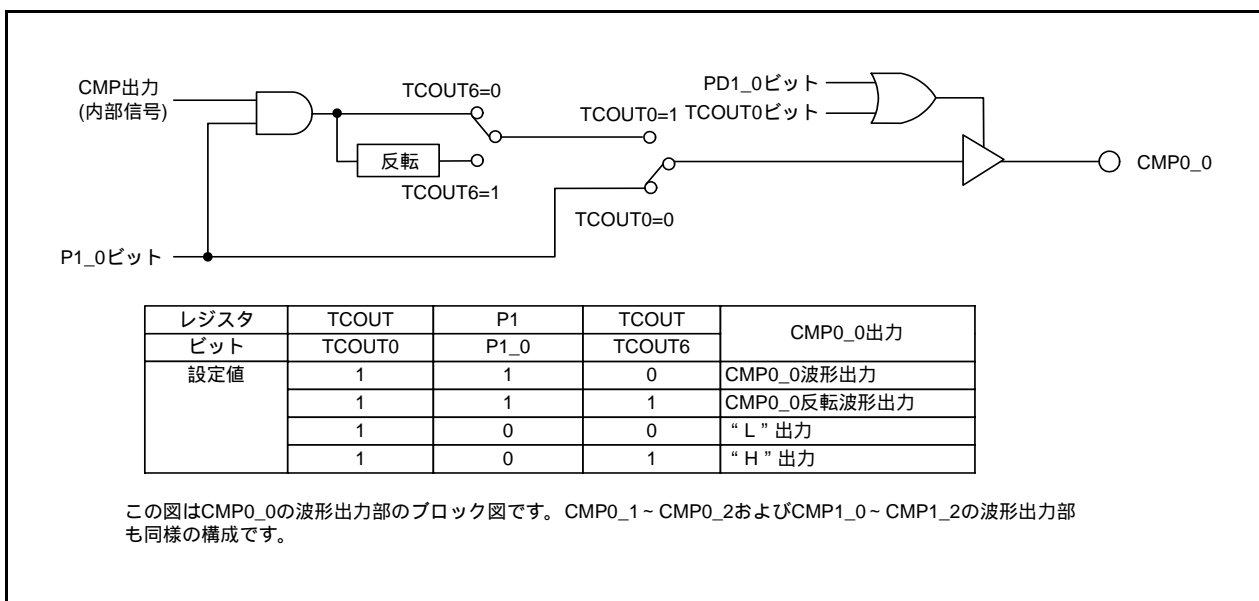 CMP出力
(内部信号)
TCOUT6=0
反転
TCOUT6=1
P1_0ビット
TCOUT0=1
TCOUT0=0
PD1_0ビット
TCOUT0ビット
CMP0_0
レジスタ TCOUT P1 TCOUT CMP0_0出力
ビット TCOUT0 P1_0 TCOUT6
設定値 1 1 0 CMP0_0波形出力
1 1 1 CMP0_0反転波形出力
1 0 0 “L”出力
1 0 1 “H”出力
この図はCMP0_0の波形出力部のブロック図です。CMP0_1~CMP0_2およびCMP1_0~CMP1_2の波形出力部
も同様の構成です。